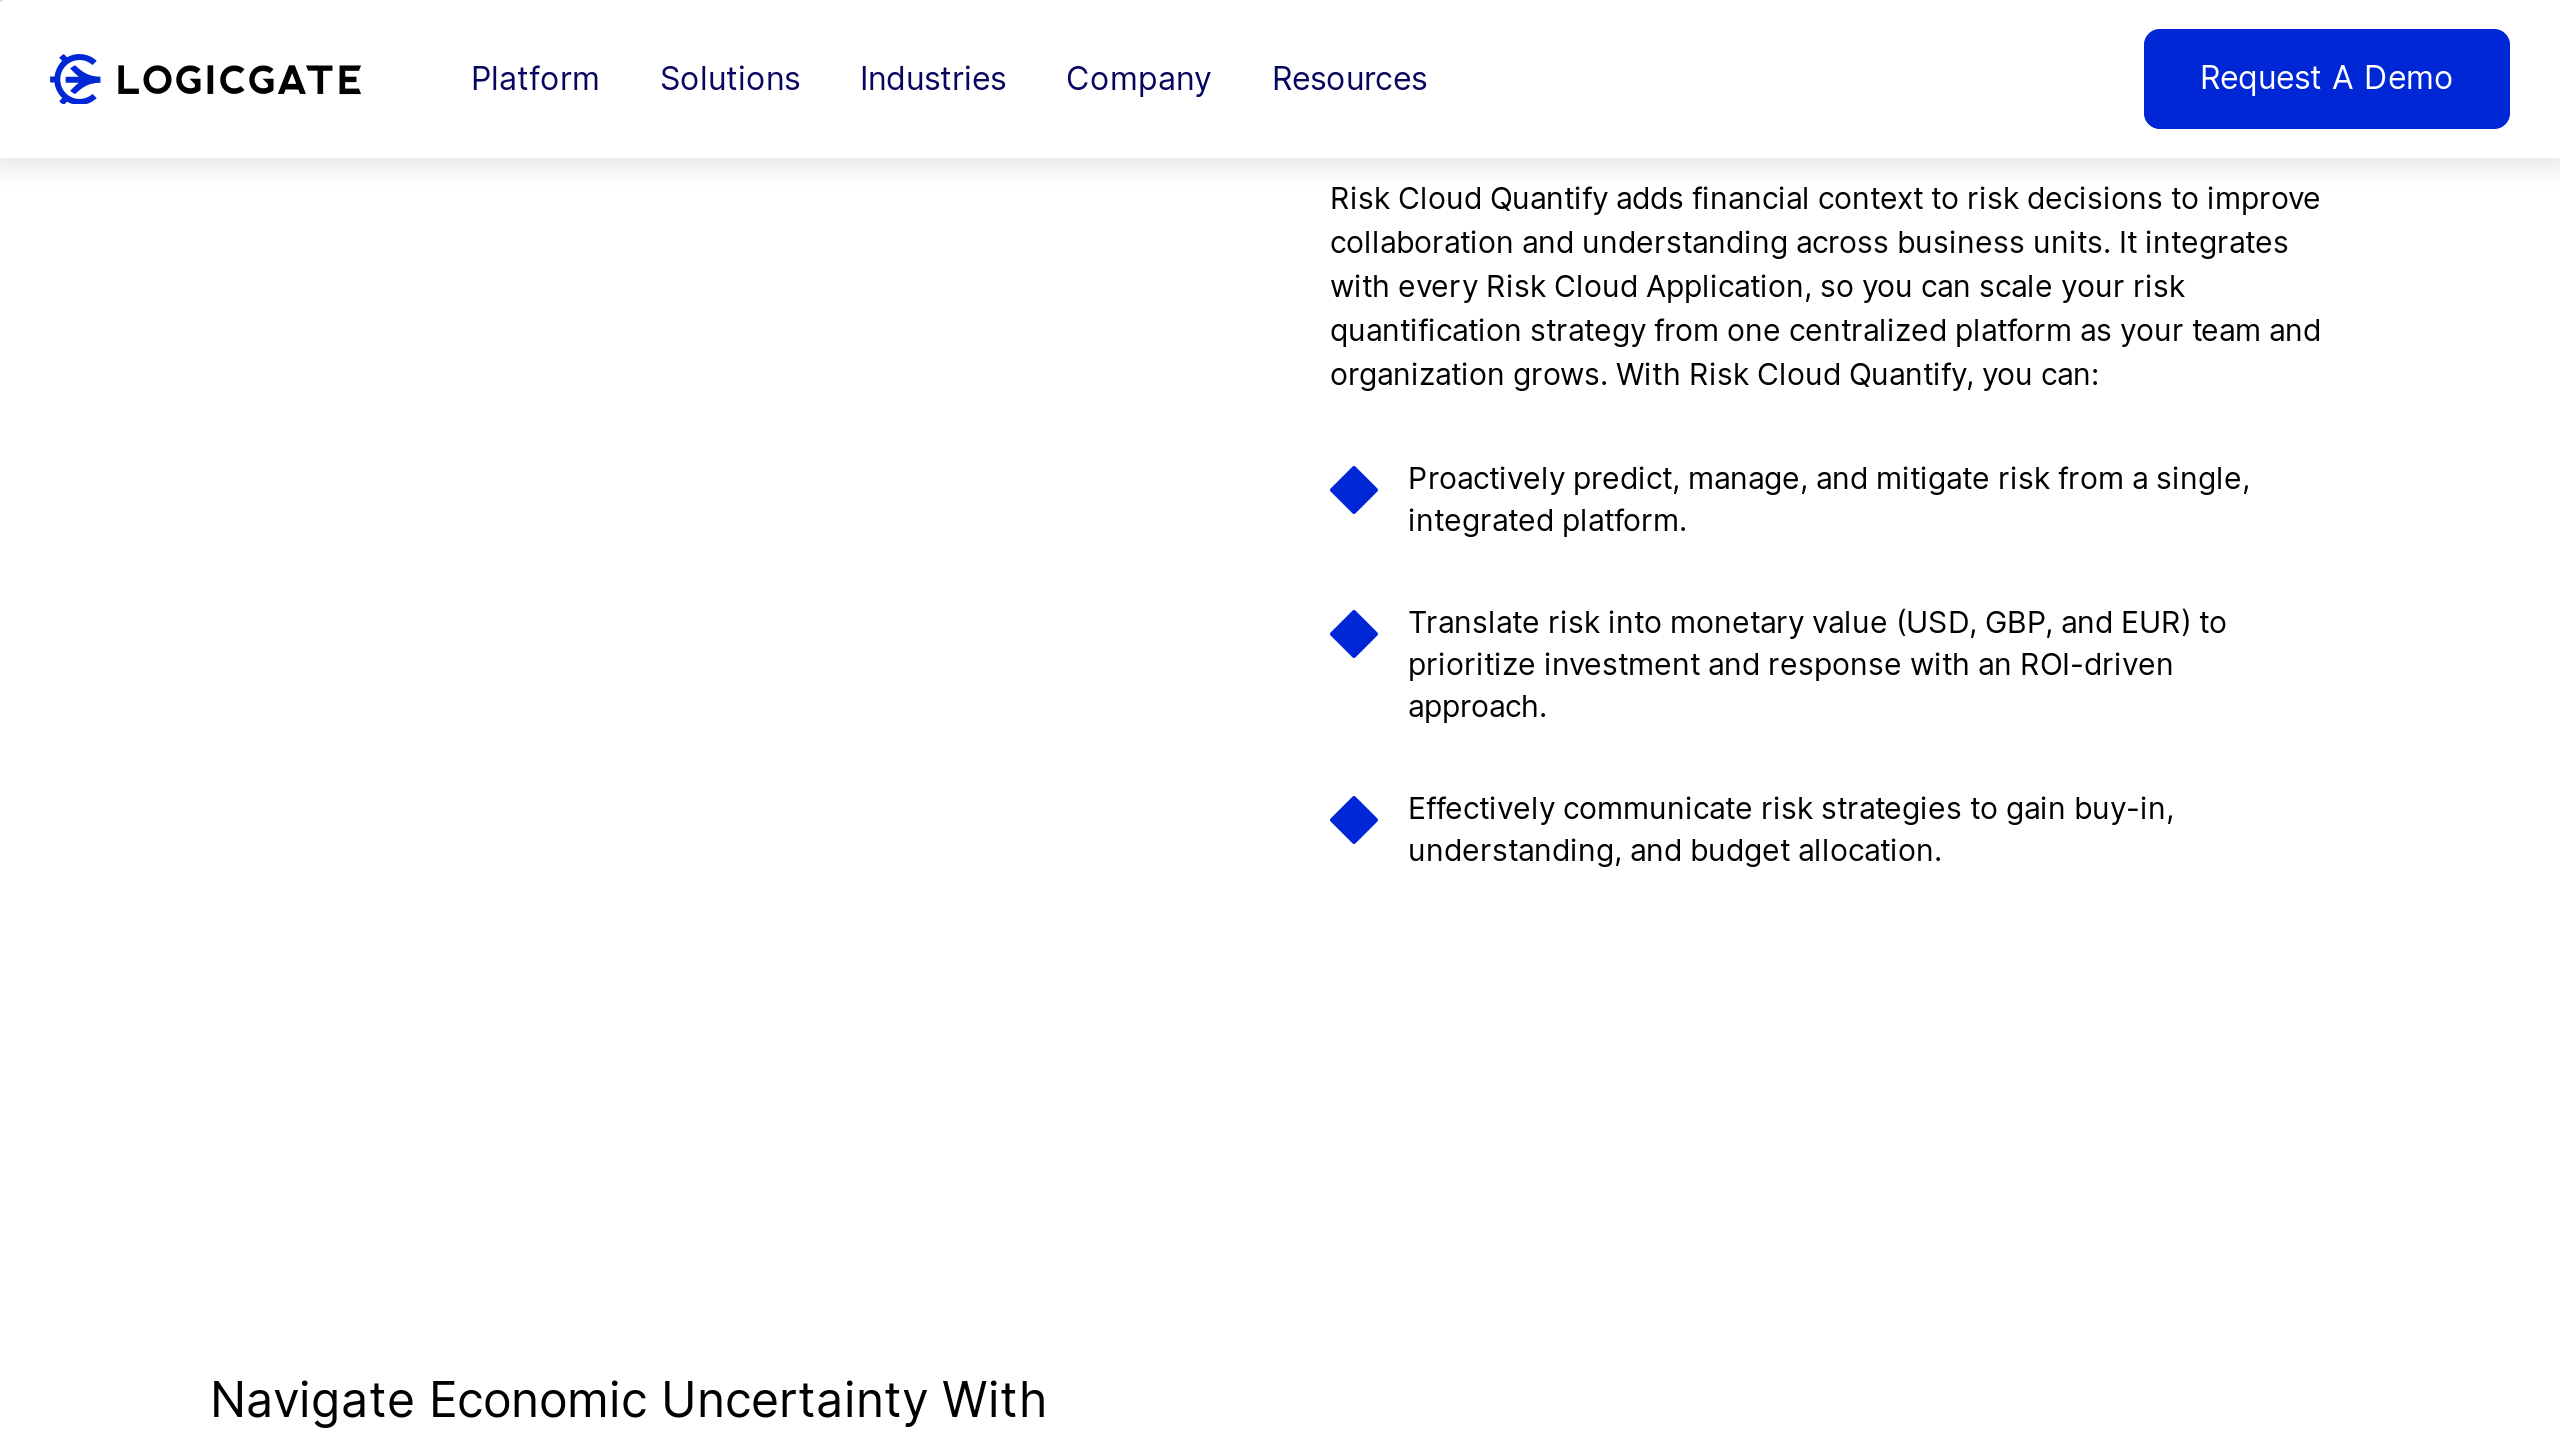 LOGICGATE
Platform
Solutions
Industries
Company
Resources
Request A Demo
Risk Cloud Quantify adds financial context to risk decisions to improve
collaboration and understanding across business units. It integrates
with every Risk Cloud Application, so you can scale your risk
quantification strategy from one centralized platform as your team and
organization grows. With Risk Cloud Quantify, you can:
Proactively predict, manage, and mitigate risk from a single,
integrated platform.
Translate risk into monetary value (USD, GBP, and EUR) to
prioritize investment and response with an ROI-driven
approach.
Effectively communicate risk strategies to gain buy-in,
understanding, and budget allocation.
Navigate Economic Uncertainty With